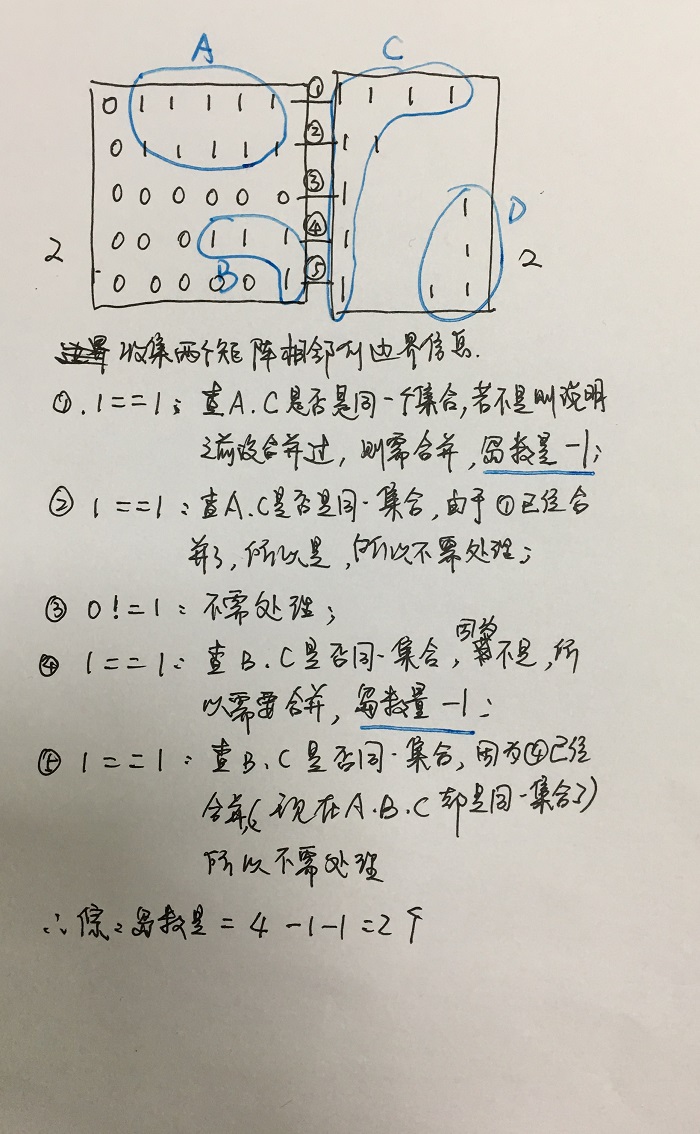 A C
0 1 1 1 1 1 ① 1 1 1 1
0 1 1 1 1 1 ② 1 1
0 0 0 0 0 0 ③ 1 1 D
2 0 0 0 1 1 1 ④ 1 1 2
0 0 0 0 0 1 ⑤ 1 1 1
B
收集两个矩阵相邻列边界信息.
①. 1==1: 查A.C是否是同一个集合,若不是则说明
之前没合并过, 则需合并, 岛数量-1;
② 1==1: 查A.C是否是同一集合, 由于①已经合
并了, 所以是, 所以不需处理;
③ 0!=1: 不需处理;
④ 1==1: 查B.C是否同一集合, 因为不是, 所
以需要合并, 岛数量-1;
⑤ 1==1: 查B.C是否同一集合, 因为④已经
合并(现在A.B.C都是同一集合了)
所以不需处理
∴综: 岛数量=4-1-1=2个